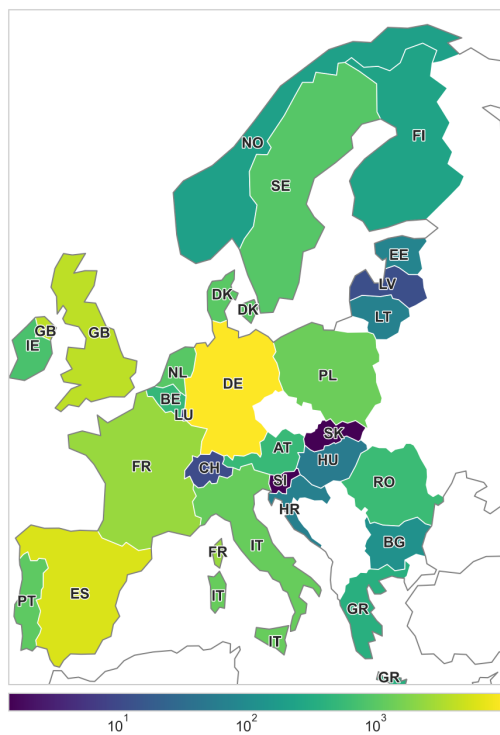 NO
FI
SE
EE
LV
LT
DK
DK
GB
IE
GB
NL
BE
LU
DE
PL
FR
CH
AT
SK
HU
SI
HR
RO
BG
FR
IT
IT
IT
PT
ES
GR
GR
10¹ 10² 10³